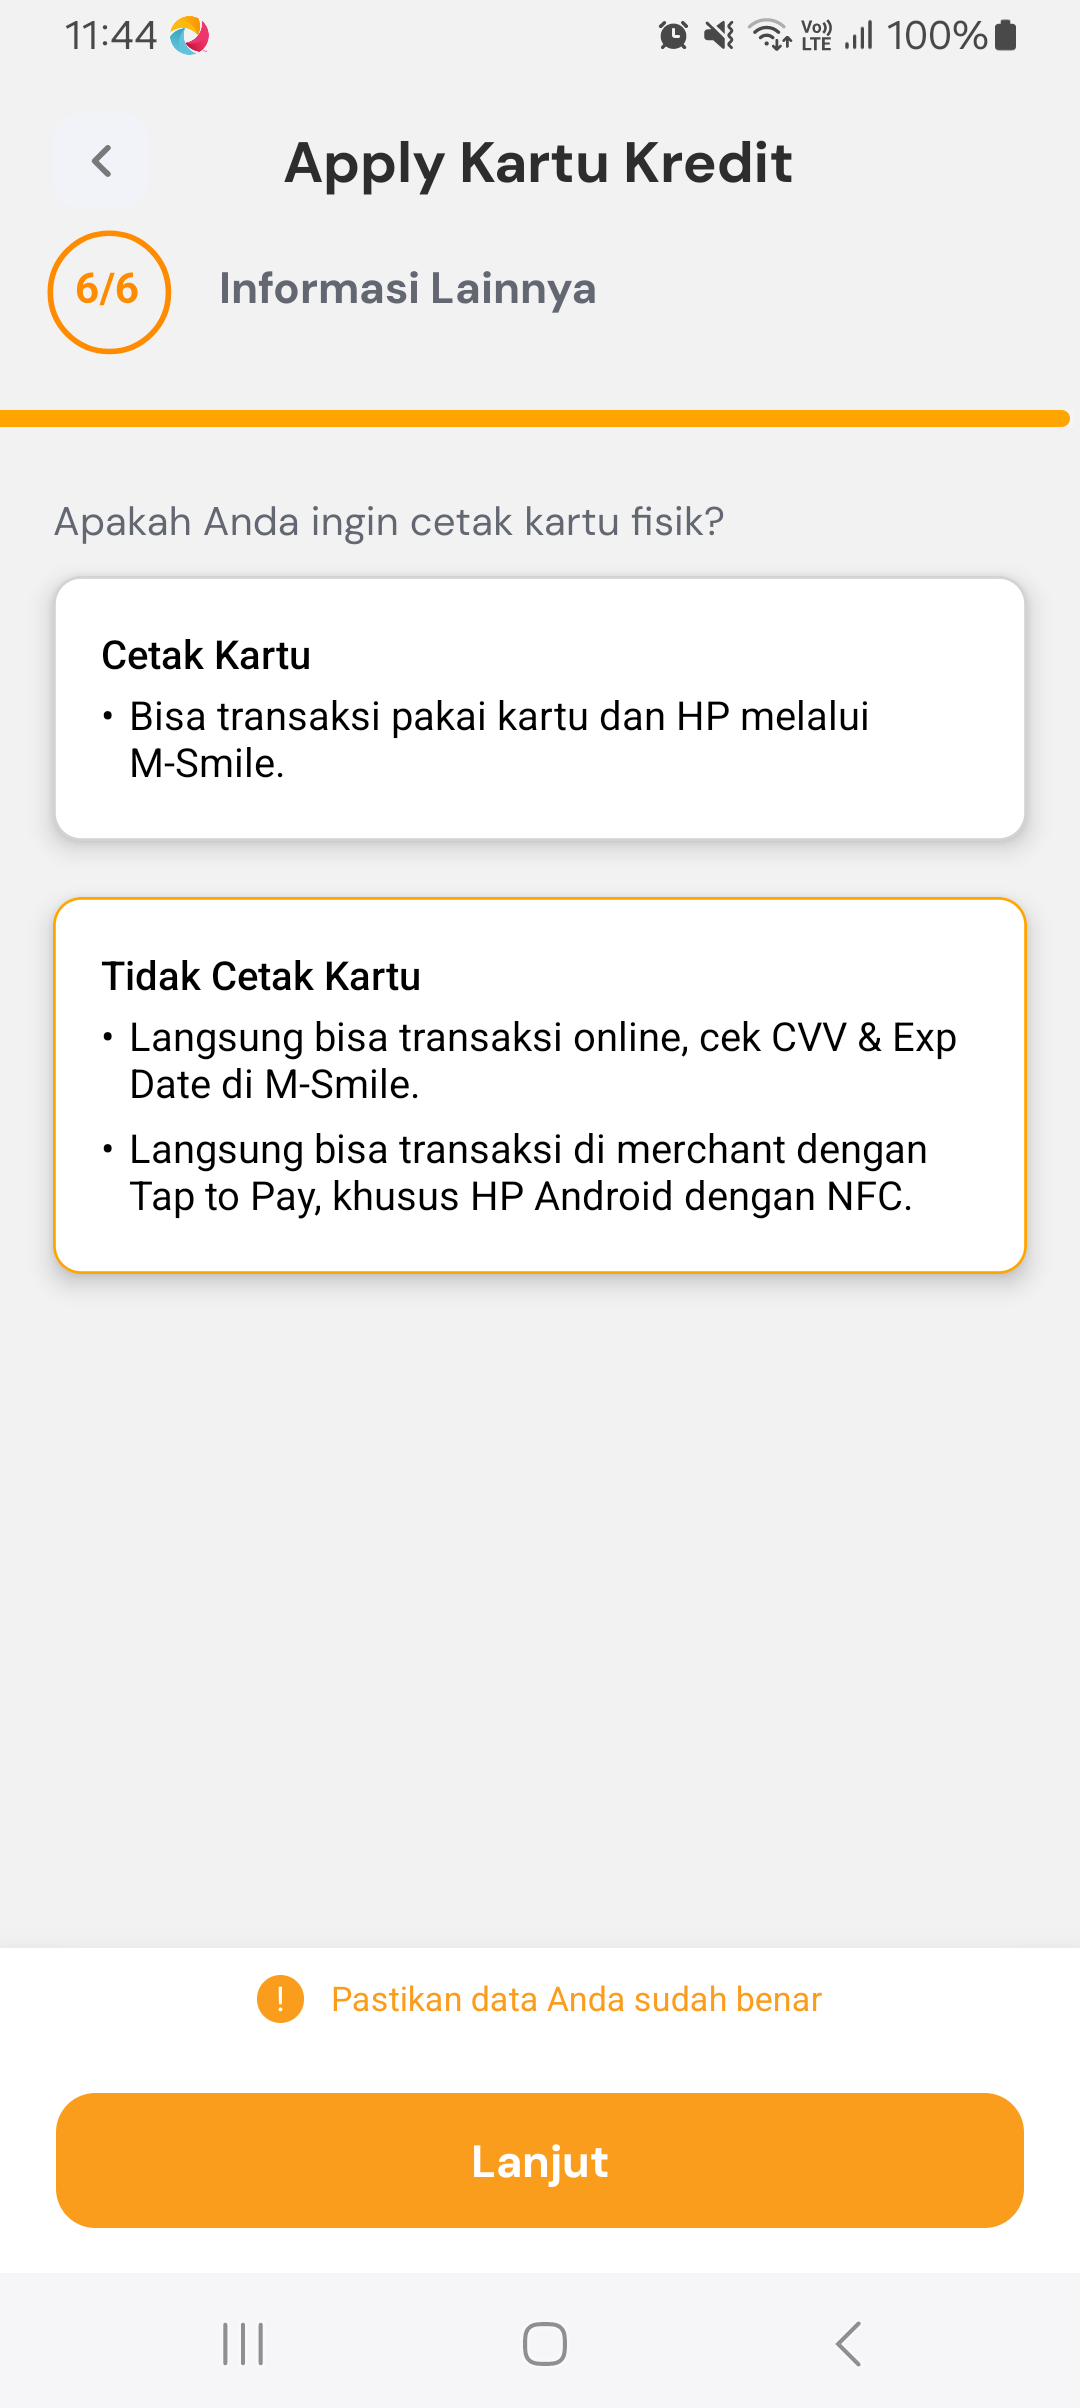 11:44
Vo)) LTE
100%
Apply Kartu Kredit
6/6
Informasi Lainnya
Apakah Anda ingin cetak kartu fisik?
Cetak Kartu
• Bisa transaksi pakai kartu dan HP melalui
M-Smile.
Tidak Cetak Kartu
• Langsung bisa transaksi online, cek CVV & Exp
Date di M-Smile.
• Langsung bisa transaksi di merchant dengan
Tap to Pay, khusus HP Android dengan NFC.
! Pastikan data Anda sudah benar
Lanjut